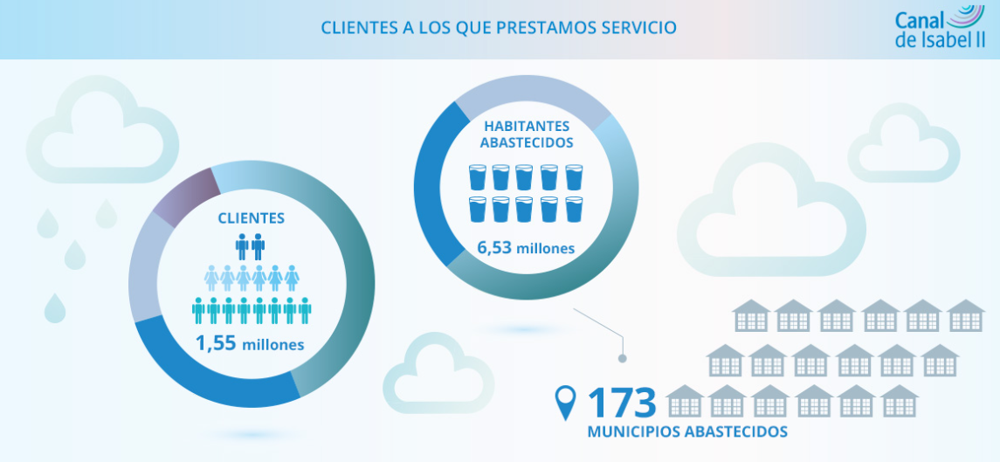 CLIENTES A LOS QUE PRESTAMOS SERVICIO
Canal
de Isabel II
HABITANTES
ABASTECIDOS
6,53 millones
CLIENTES
1,55 millones
173
MUNICIPIOS ABASTECIDOS